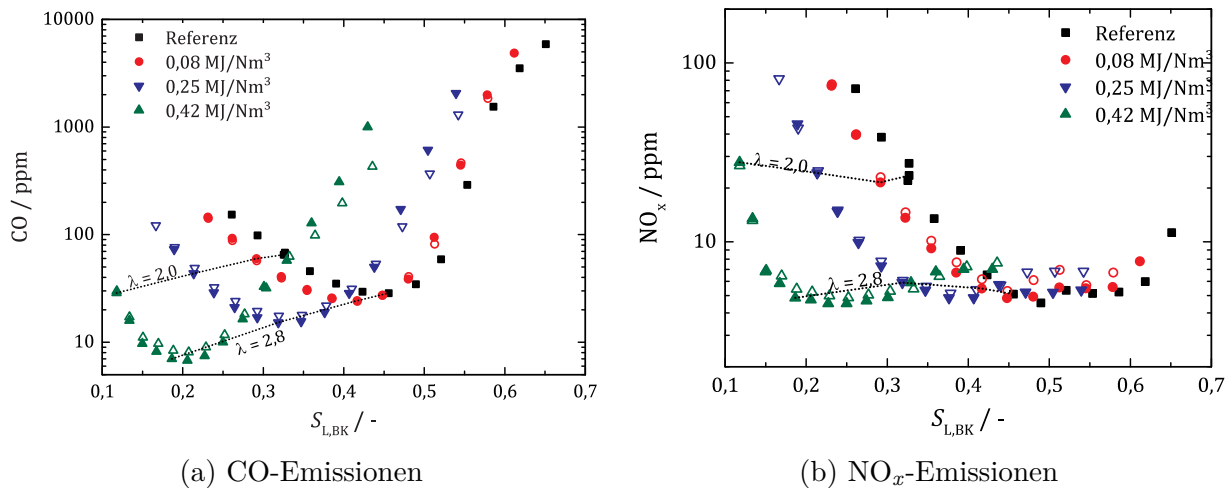 10000
1000
100
10
CO / ppm
Referenz
0,08 MJ/Nm³
0,25 MJ/Nm³
0,42 MJ/Nm³
λ = 2,0
λ = 2,8
0,1 0,2 0,3 0,4 0,5 0,6 0,7
S_L,BK / -
(a) CO-Emissionen
100
10
NOₓ / ppm
Referenz
0,08 MJ/Nm³
0,25 MJ/Nm³
0,42 MJ/Nm³
λ = 2,0
λ = 2,8
0,1 0,2 0,3 0,4 0,5 0,6 0,7
S_L,BK / -
(b) NOₓ-Emissionen